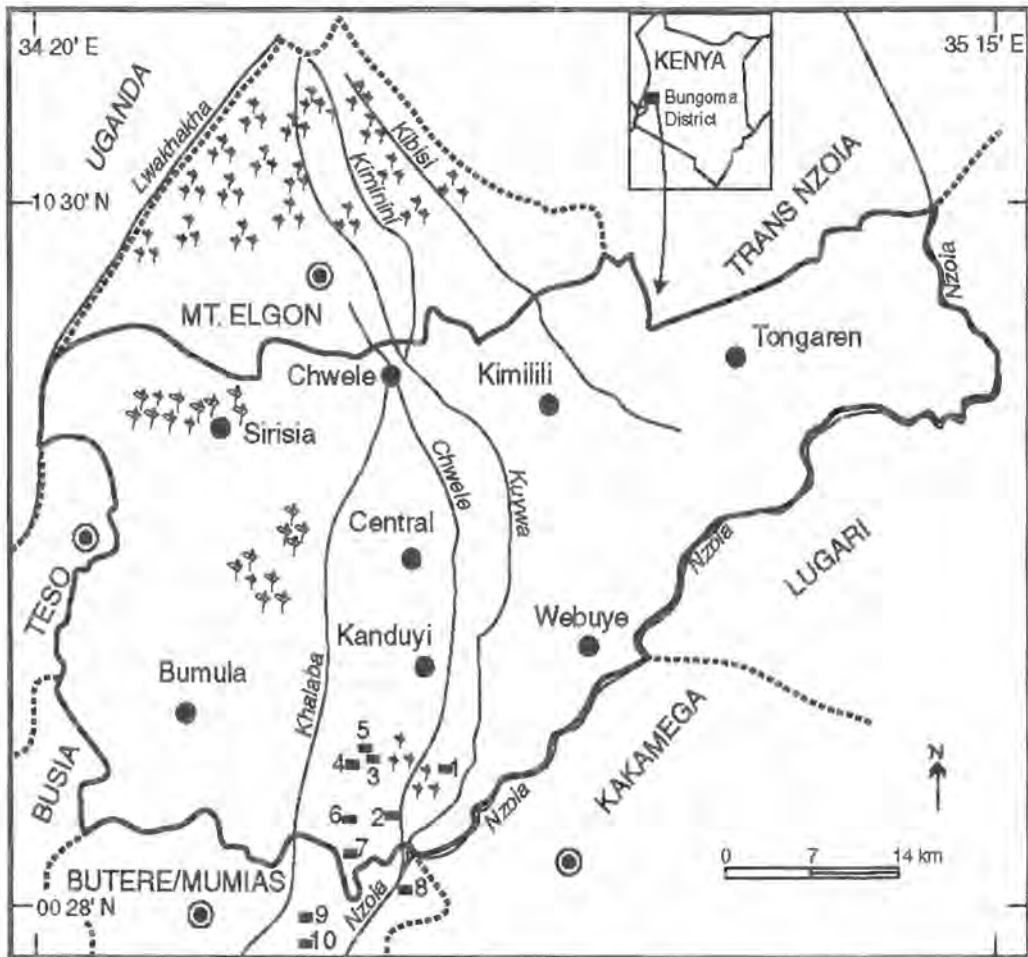 34 20' E
35 15' E
KENYA
Bungoma
District
UGANDA
Lwakhakha
Kibisi
Kiminini
10 30' N
TRANS NZOIA
Nzoia
MT. ELGON
Tongaren
Chwele
Kimilili
Sirisia
Chwele
Kuywa
Central
Nzoia
LUGARI
TESO
Webuye
Kanduyi
Khalaba
Bumula
5
4
3
1
KAKAMEGA
N
BUSIA
6
2
Nzoia
7
0 7 14 km
BUTERE/MUMIAS
8
Nzoia
00 28' N
9
10